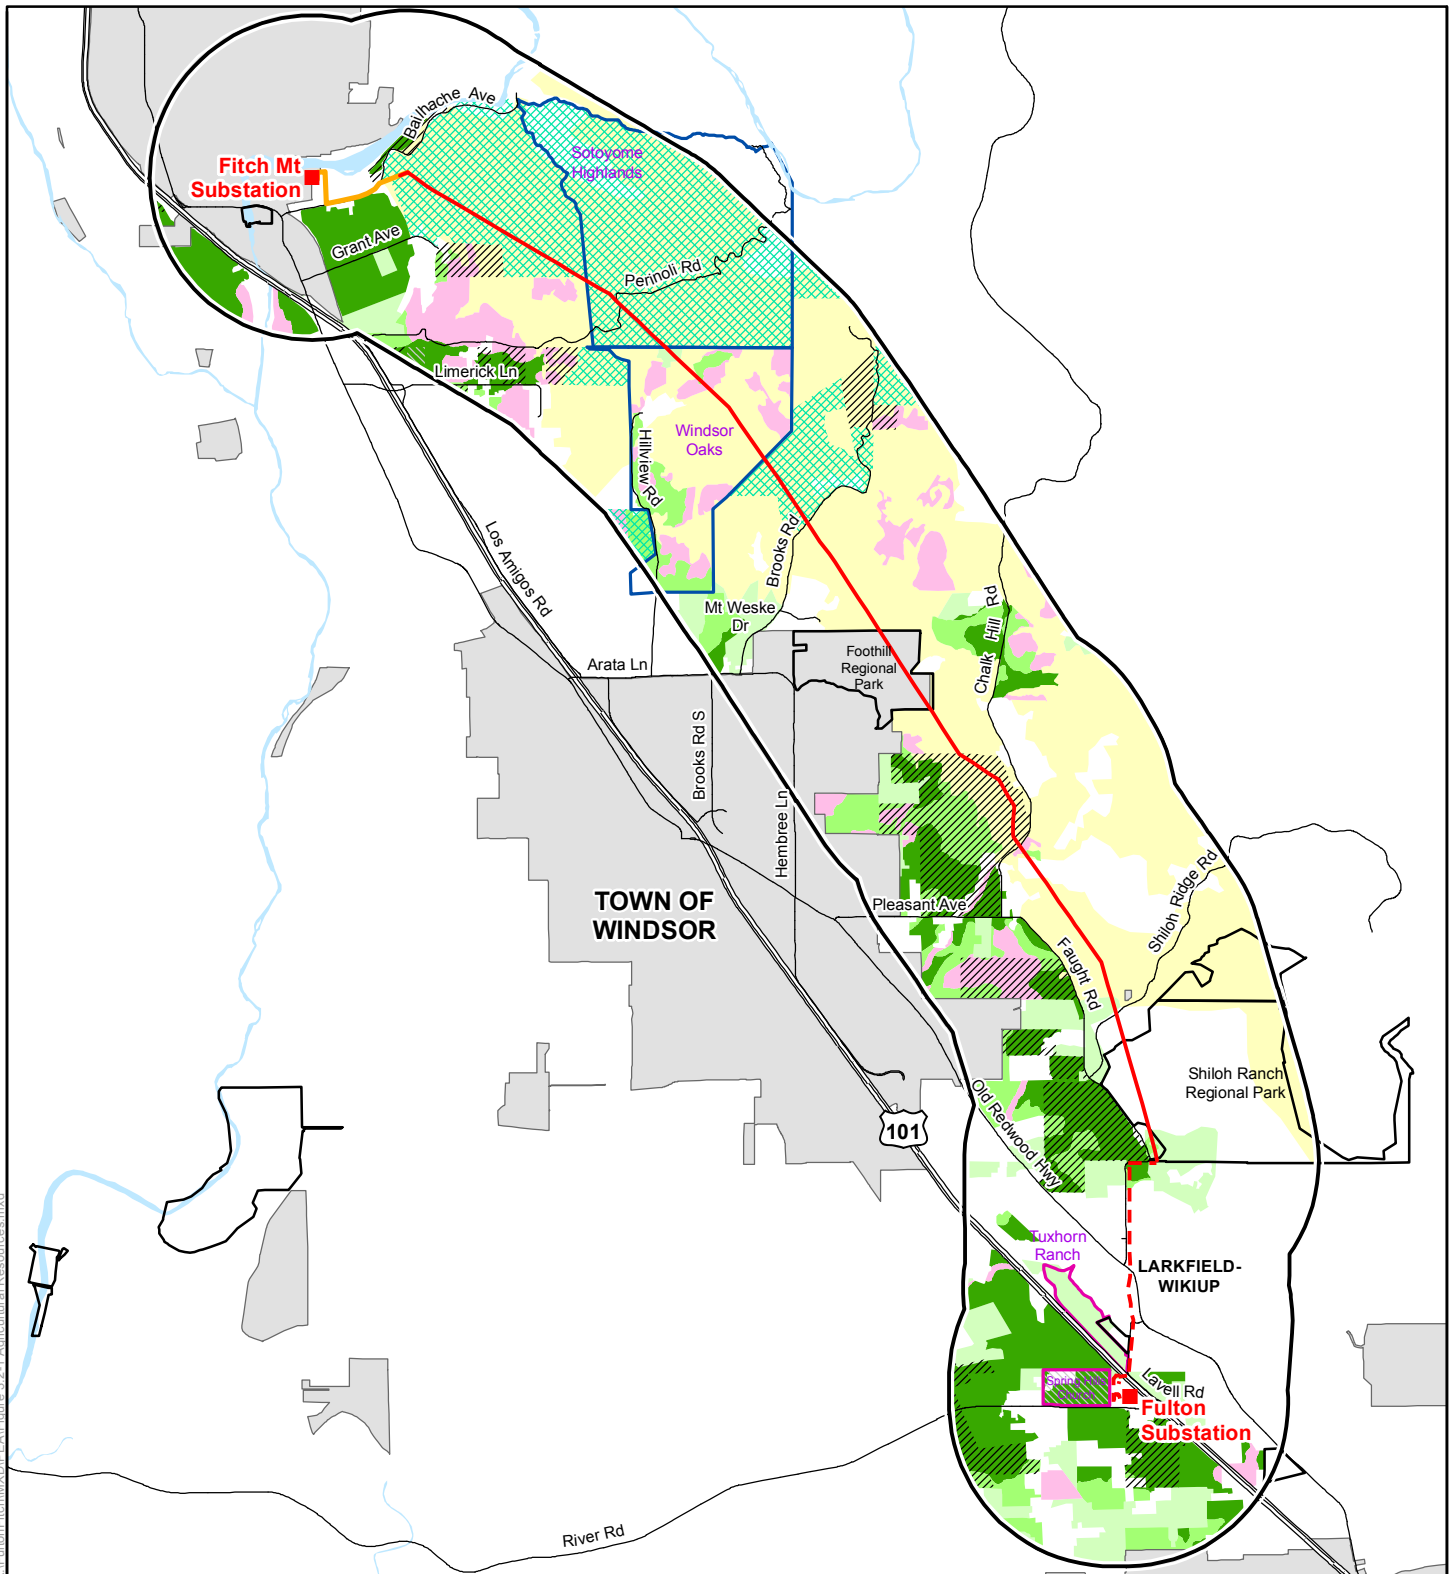 Bailhache Ave
Fitch Mt
Substation
Sotoyome
Highlands
Grant Ave
Perinoli Rd
Limerick Ln
Windsor
Oaks
Hillview Rd
Los Amigos Rd
Brooks Rd
Mt Weske
Dr
Chalk Hill Rd
Arata Ln
Foothill
Regional
Park
Brooks Rd S
Hembree Ln
TOWN OF
WINDSOR
Pleasant Ave
Shiloh Ridge Rd
Faught Rd
Shiloh Ranch
Regional Park
Old Redwood Hwy
101
Tuxhorn
Ranch
LARKFIELD-
WIKIUP
Spring Hills
Church
Lavell Rd
Fulton
Substation
River Rd